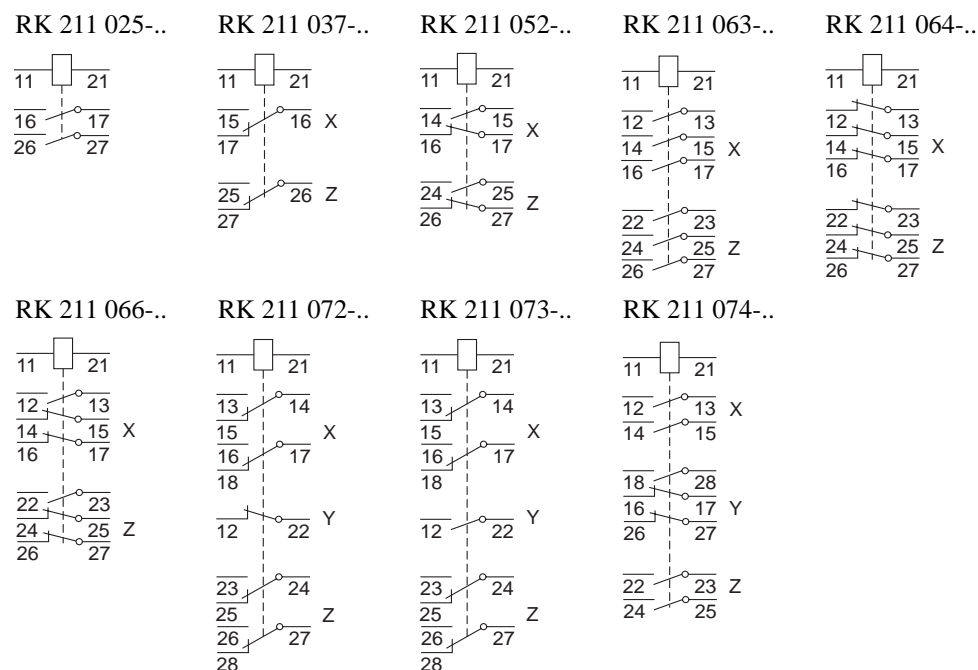 RK 211 025-.. RK 211 037-.. RK 211 052-.. RK 211 063-.. RK 211 064-..
11 21 11 21 11 21 11 21 11 21
16 17
26 27
15 16 X
17
25 26 Z
27
14 15
16 17 X
24 25
26 27 Z
12 13
14 15 X
16 17
22 23
24 25 Z
26 27
12 13
14 15 X
16 17
22 23
24 25 Z
26 27
RK 211 066-.. RK 211 072-.. RK 211 073-.. RK 211 074-..
11 21 11 21 11 21 11 21
12 13
14 15 X
16 17
22 23
24 25 Z
26 27
13 14
15 X
16 17
18
12 22 Y
23 24
25 Z
26 27
28
13 14
15 X
16 17
18
12 22 Y
23 24
25 Z
26 27
28
12 13 X
14 15
18 28
16 17 Y
26 27
22 23 Z
24 25